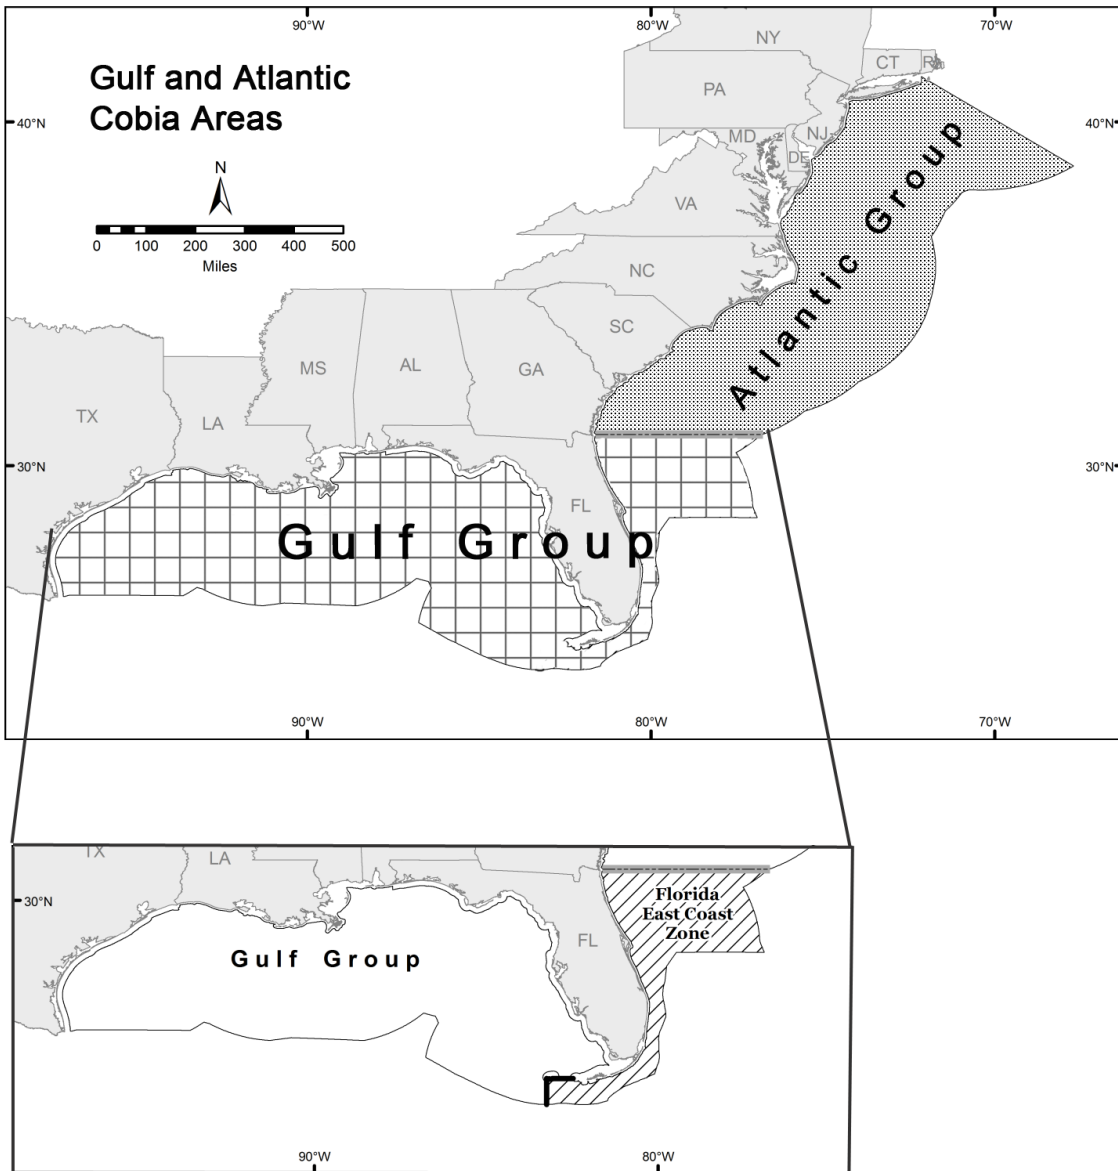 90°W
80°W
70°W
Gulf and Atlantic
Cobia Areas
N
0 100 200 300 400 500
Miles
40°N
40°N
NY
CT
PA
NJ
MD
DE
VA
NC
SC
MS
AL
GA
TX
LA
FL
30°N
30°N
Atlantic Group
Gulf Group
90°W
80°W
70°W
TX
LA
30°N
Florida
East Coast
Zone
FL
Gulf Group
90°W
80°W